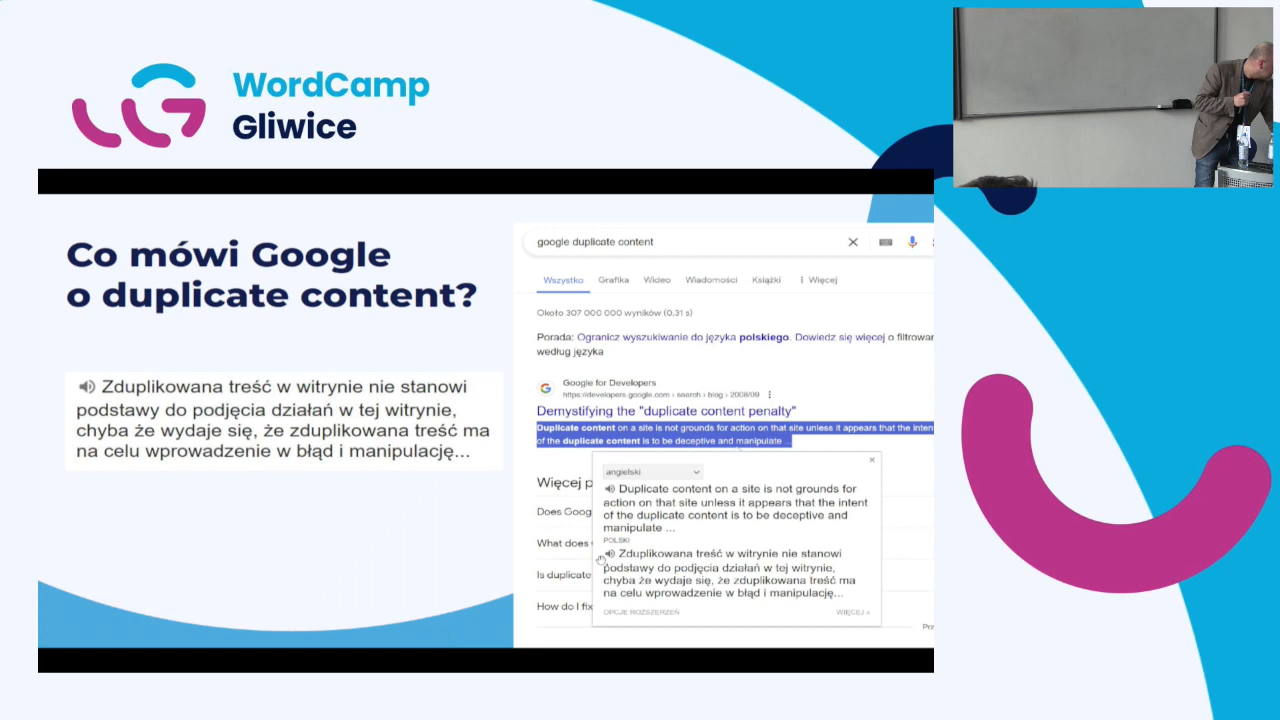 WordCamp
Gliwice
Co mówi Google
o duplicate content?
Zduplikowana treść w witrynie nie stanowi
podstawy do podjęcia działań w tej witrynie,
chyba że wydaje się, że zduplikowana treść ma
na celu wprowadzenie w błąd i manipulację...
google duplicate content
Wszystko Grafika Wideo Wiadomości Książki Więcej
Około 307 000 000 wyników (0,31 s)
Porada: Ogranicz wyszukiwanie do języka polskiego. Dowiedz się więcej o filtrowan
według języka
Google for Developers
https://developers.google.com › search › blog › 2008/09
Demystifying the "duplicate content penalty"
Duplicate content on a site is not grounds for action on that site unless it appears that the inten
of the duplicate content is to be deceptive and manipulate ...
angielski
Duplicate content on a site is not grounds for
action on that site unless it appears that the intent
of the duplicate content is to be deceptive and
manipulate ...
POLSKI
Zduplikowana treść w witrynie nie stanowi
podstawy do podjęcia działań w tej witrynie,
chyba że wydaje się, że zduplikowana treść ma
na celu wprowadzenie w błąd i manipulację...
OPCJE ROZSZERZEŃ WIĘCEJ »
Więcej p
Does Goog
What does
Is duplicate
How do I fix
Prz